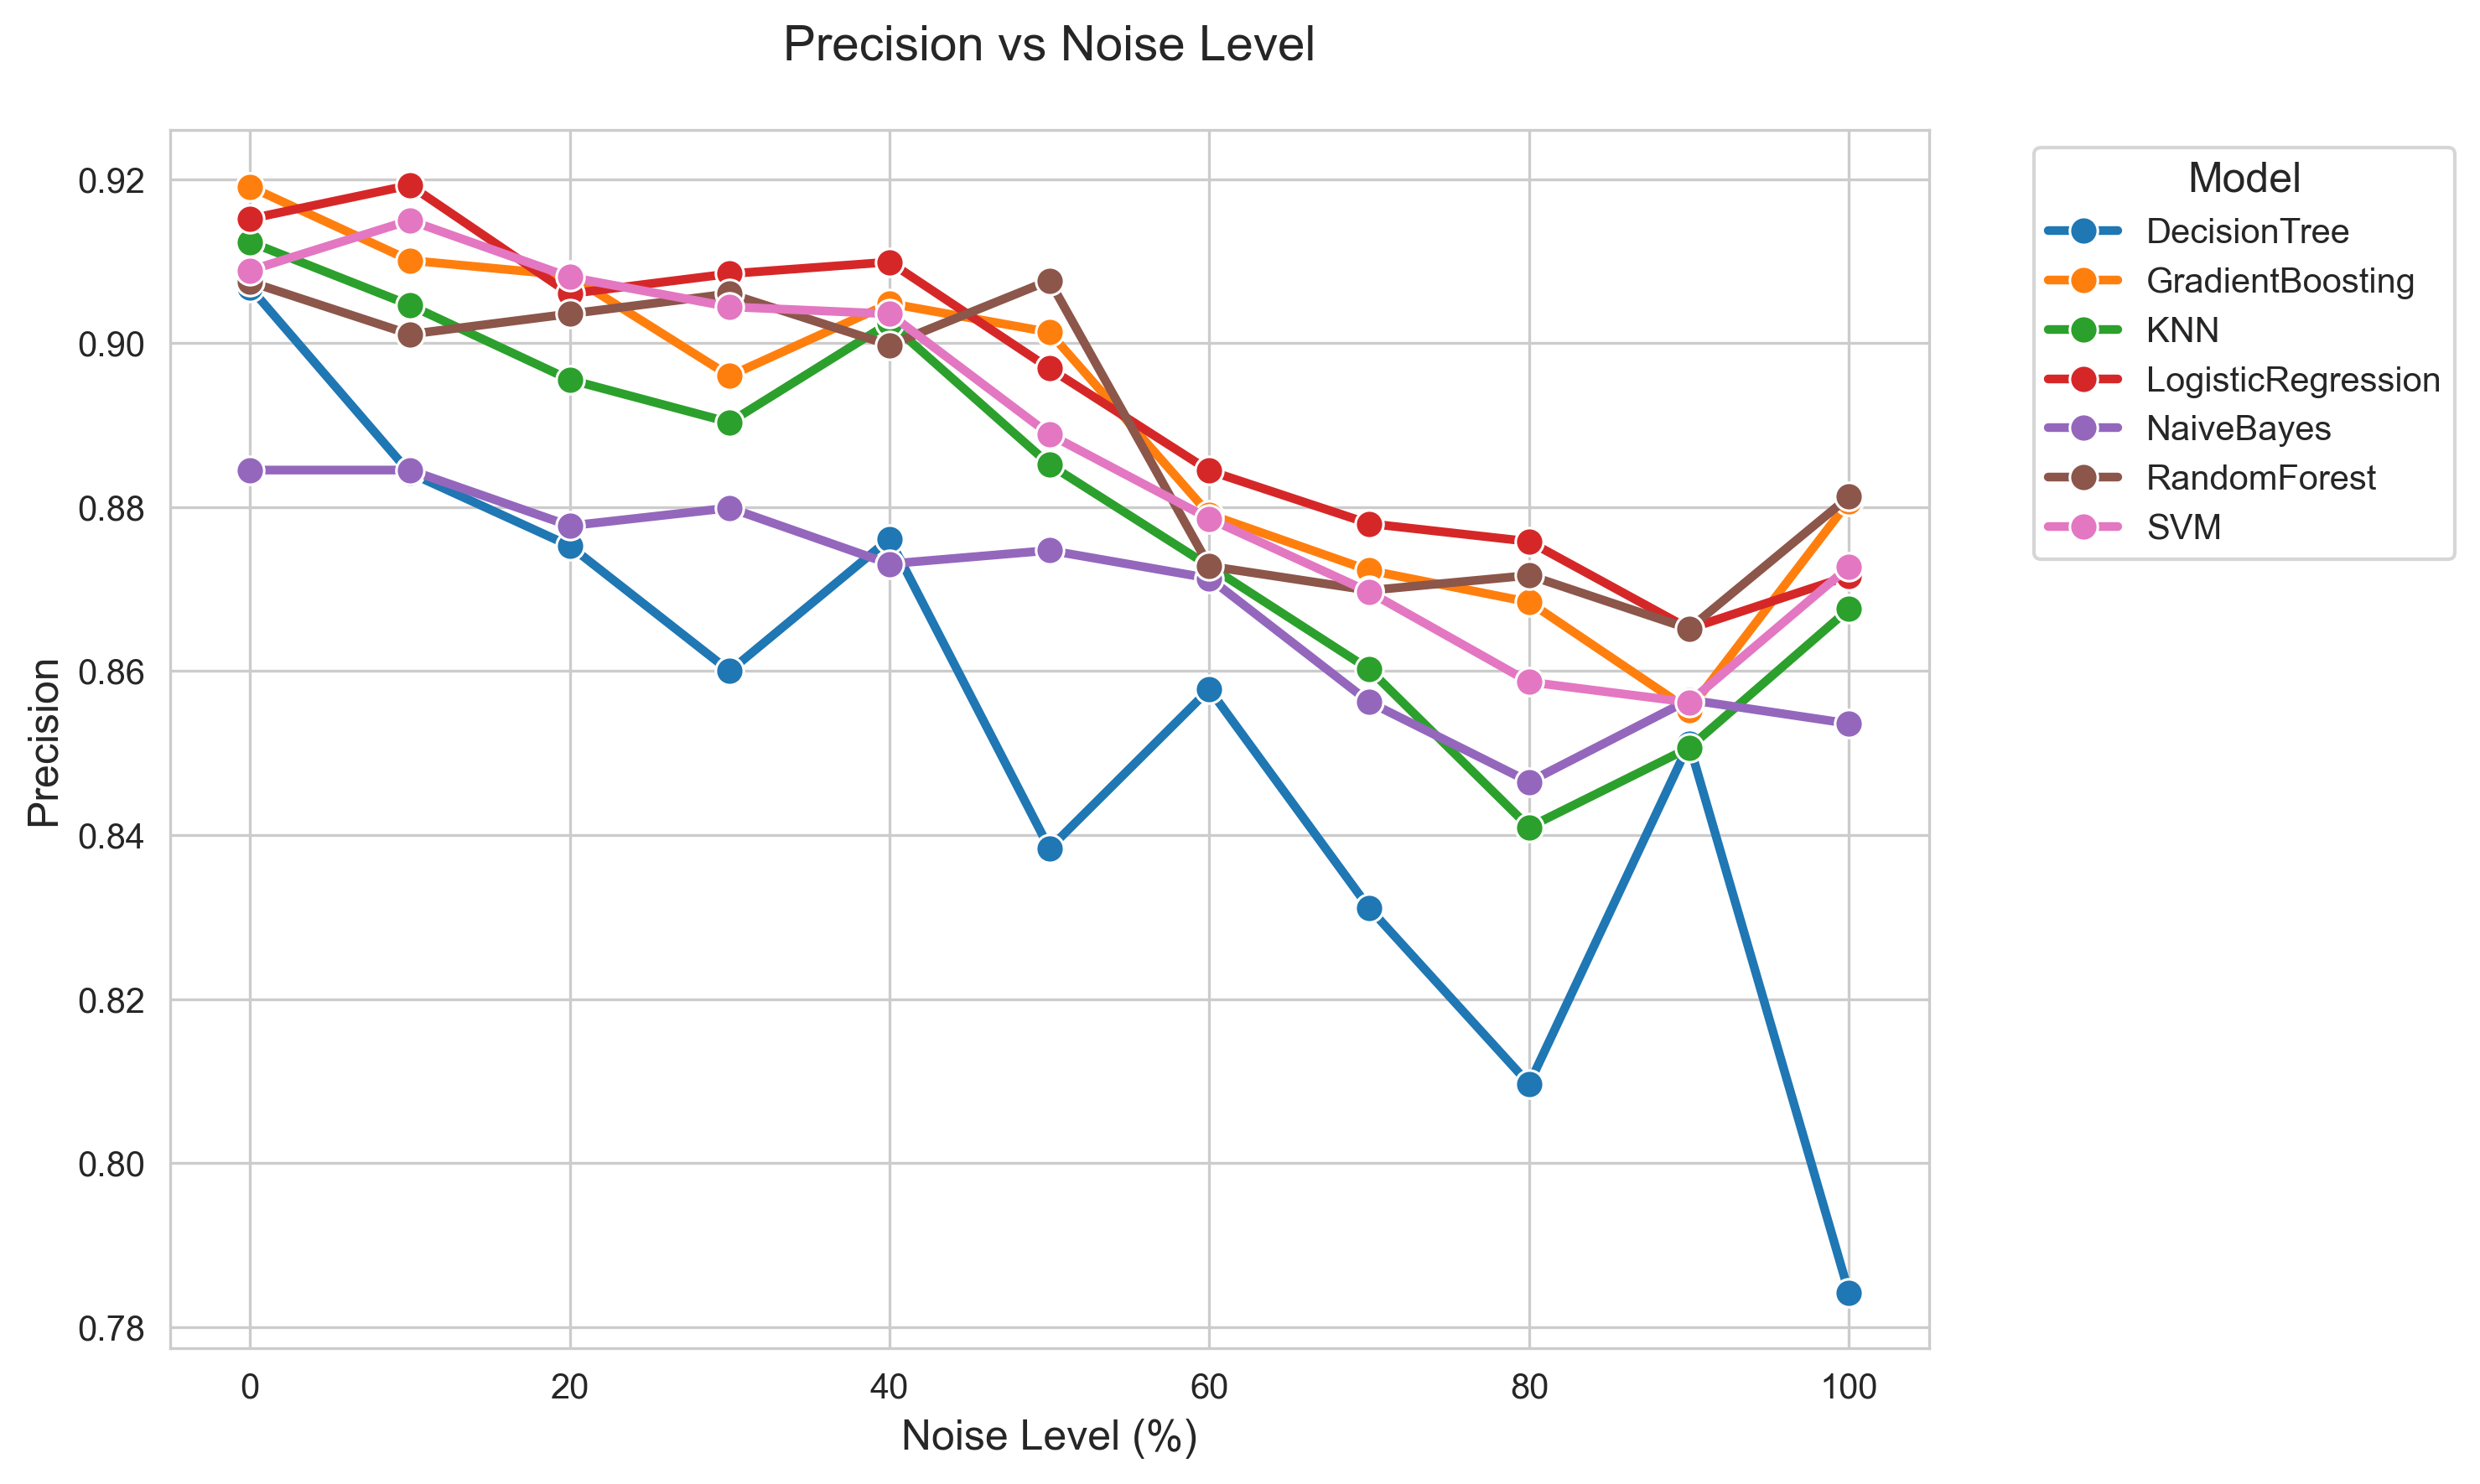 Precision vs Noise Level
0.92
0.90
0.88
0.86
0.84
0.82
0.80
0.78
Precision
0 20 40 60 80 100
Noise Level (%)
Model
DecisionTree
GradientBoosting
KNN
LogisticRegression
NaiveBayes
RandomForest
SVM